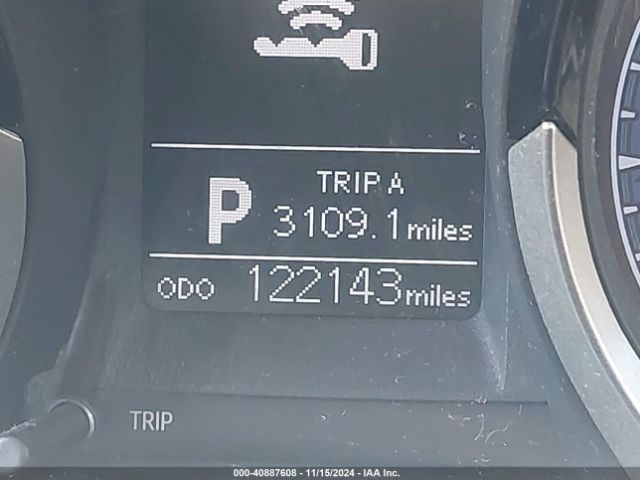 TRIP A
P 3109.1 miles
ODO 122143 miles
TRIP
000-40887608 - 11/15/2024 - IAA Inc.